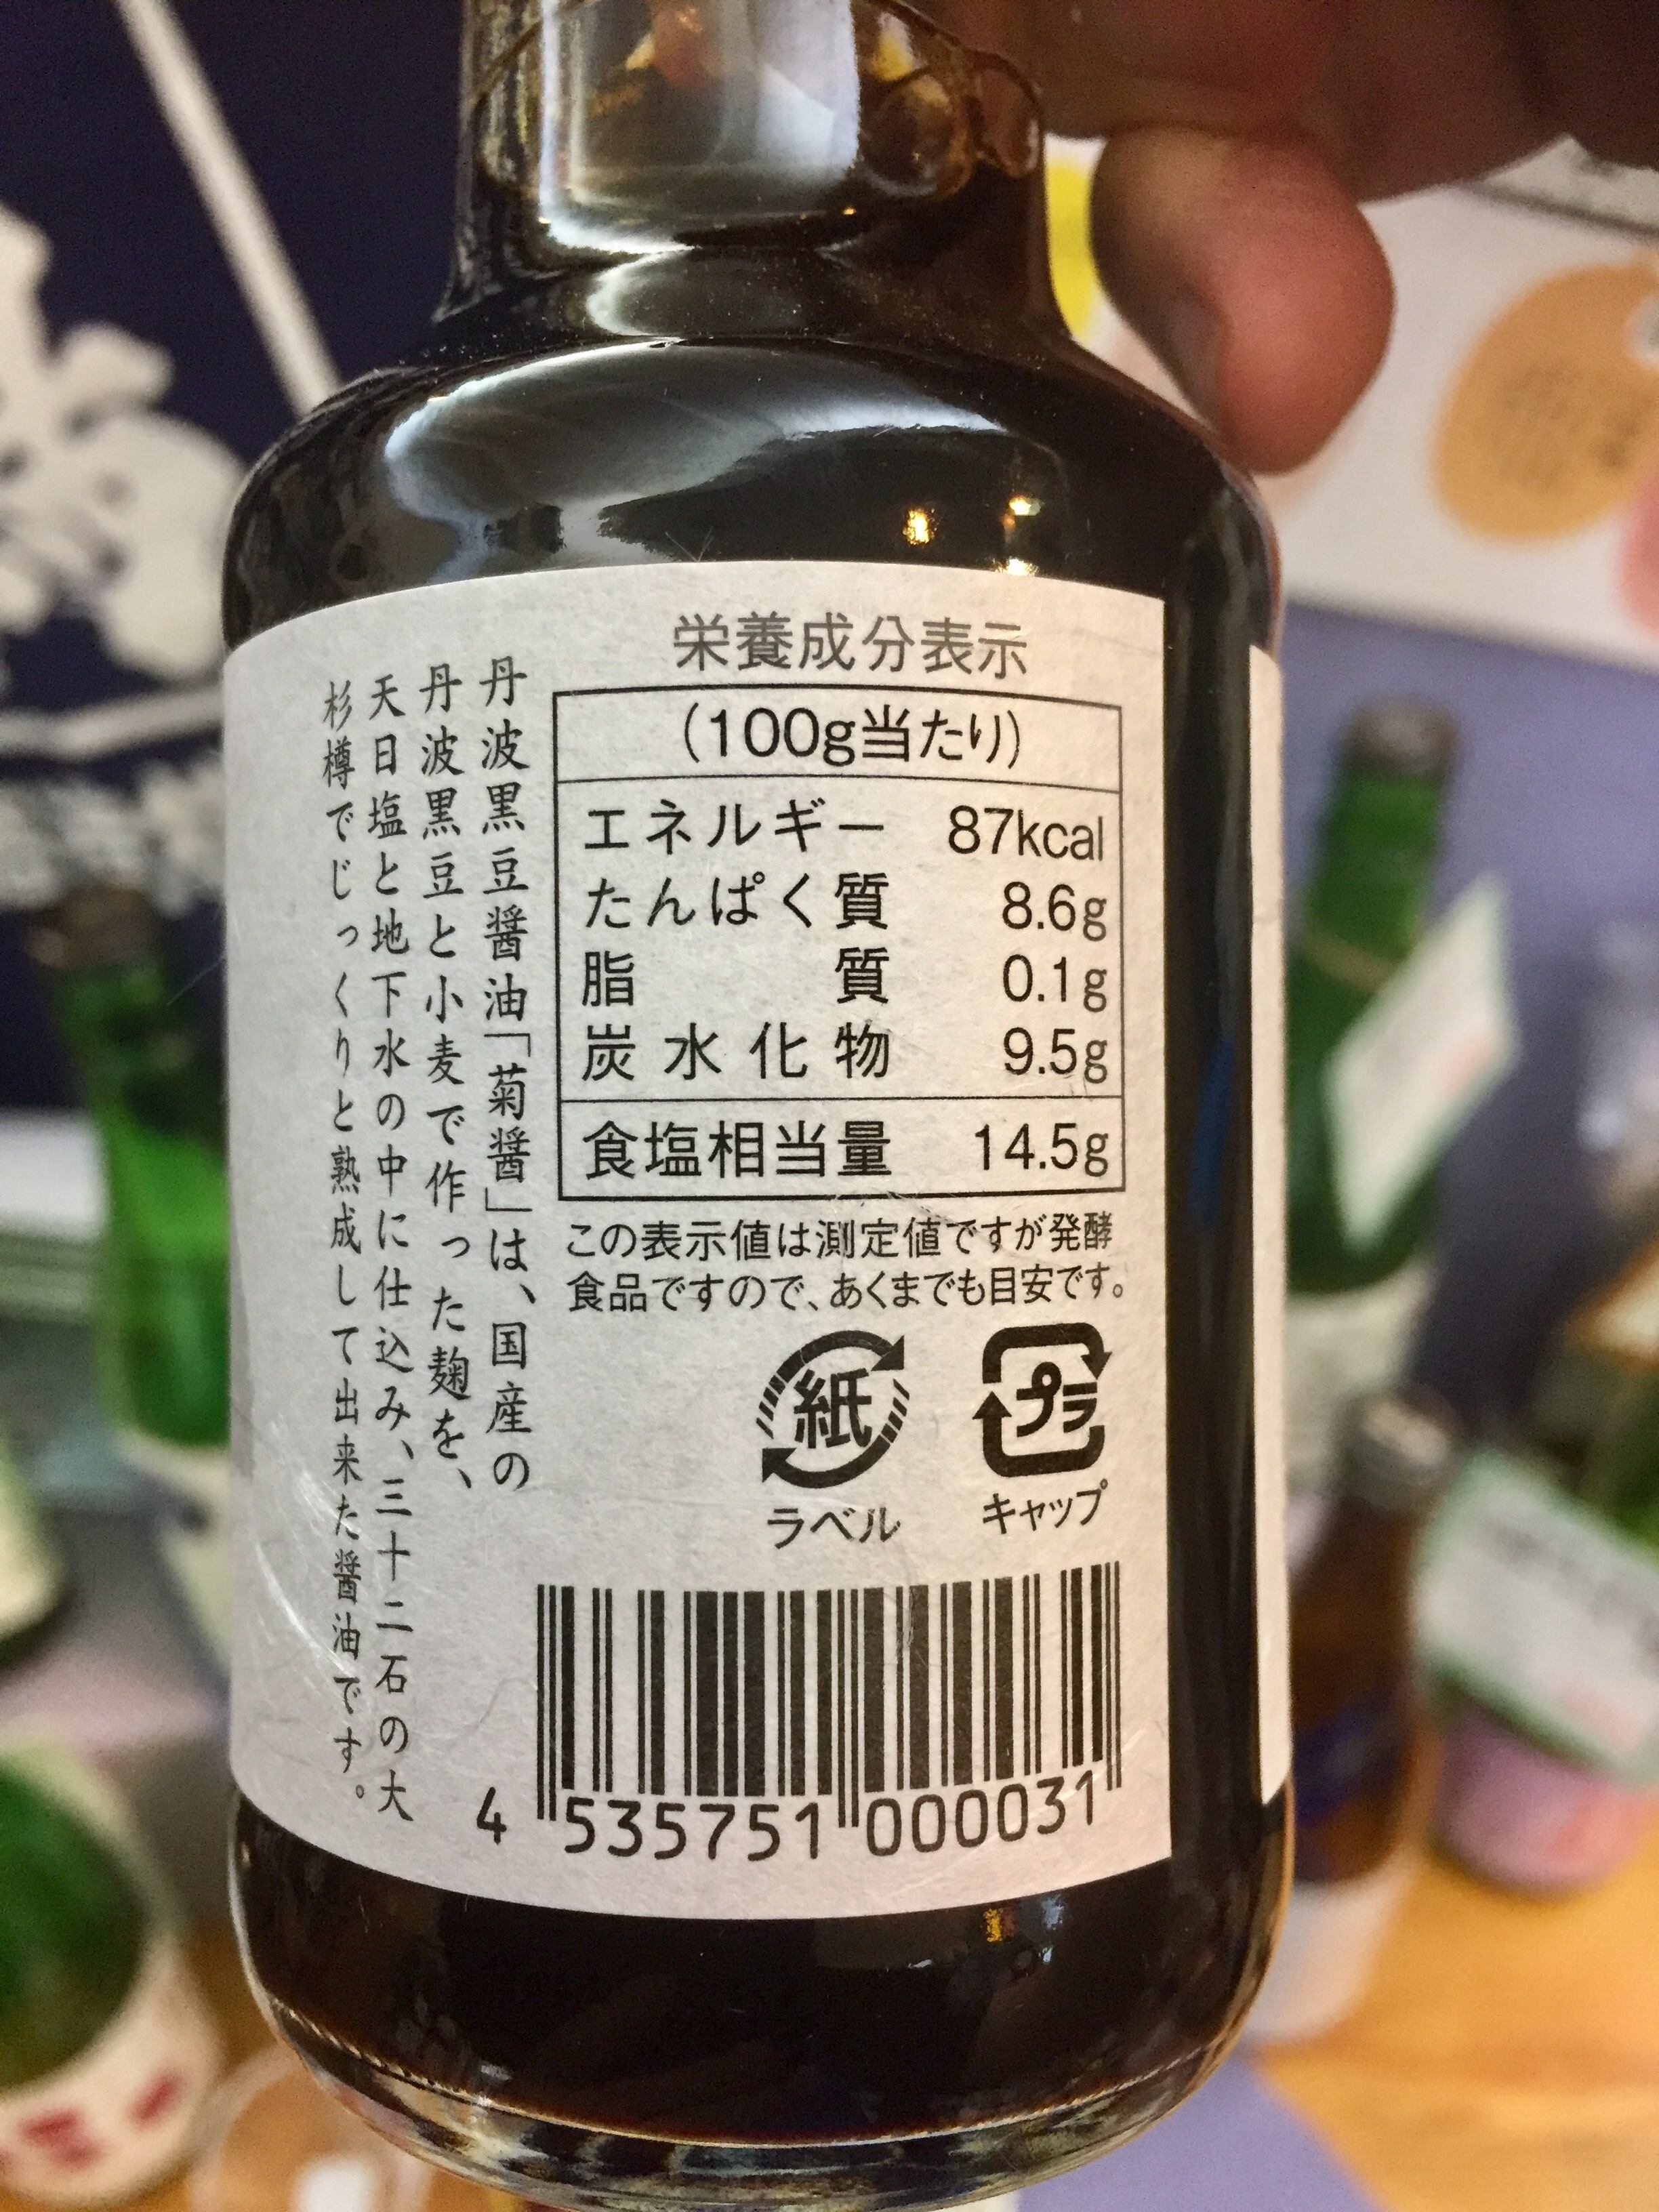 丹波黒豆醤油「菊醤」は、国産の
丹波黒豆と小麦で作った麹を、
天日塩と地下水の中に仕込み、三十二石の大
杉樽でじっくりと熟成して出来た醤油です。
栄養成分表示
(100g当たり)
エネルギー 87kcal
たんぱく質 8.6g
脂質 0.1g
炭水化物 9.5g
食塩相当量 14.5g
この表示値は測定値ですが発酵
食品ですので、あくまでも目安です。
紙 プラ
ラベル キャップ
4 535751 000031